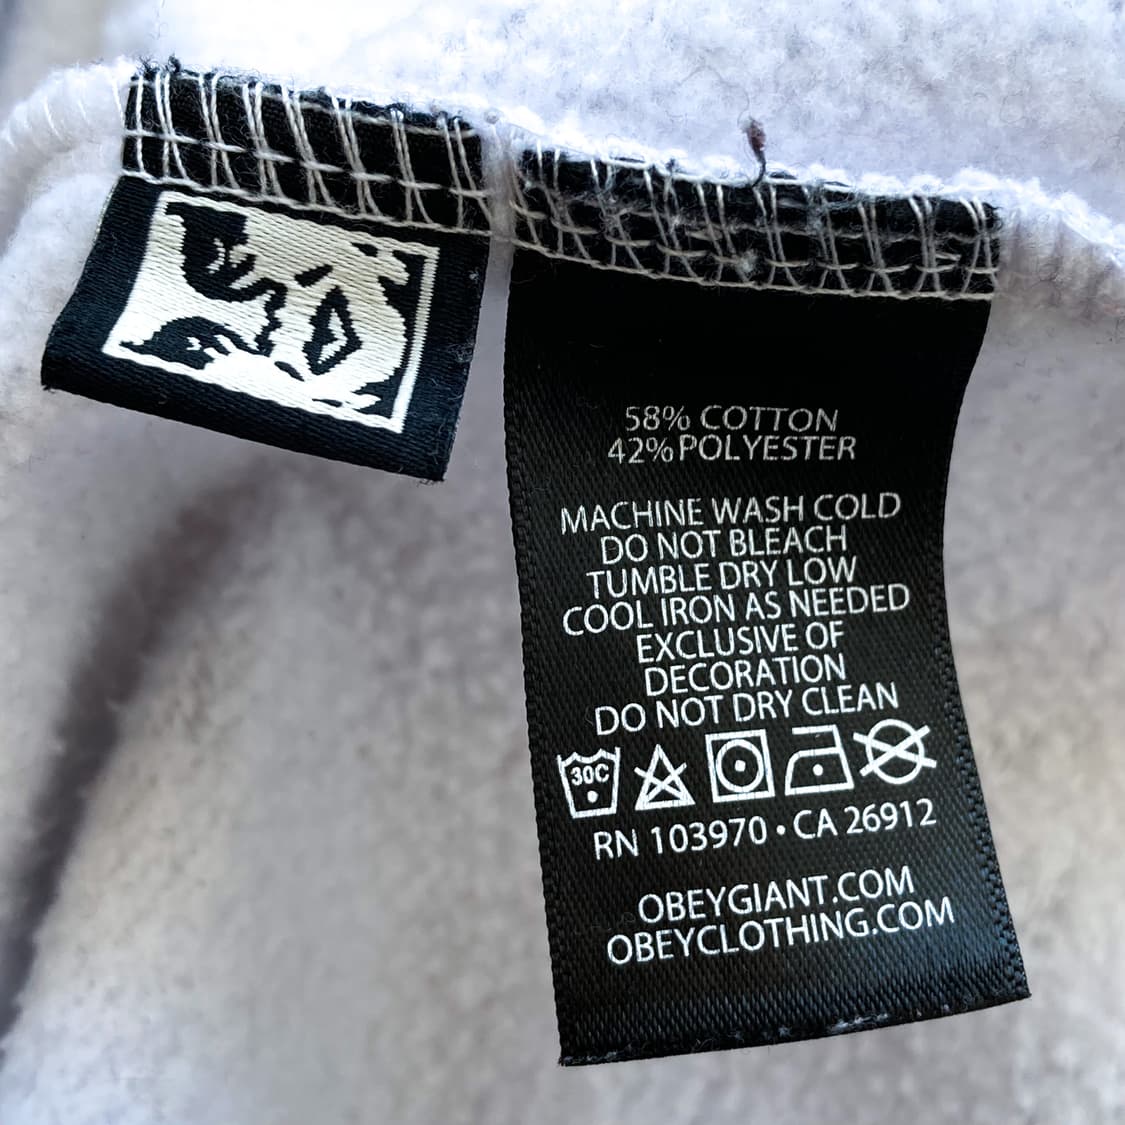 58% COTTON
42% POLYESTER
MACHINE WASH COLD
DO NOT BLEACH
TUMBLE DRY LOW
COOL IRON AS NEEDED
EXCLUSIVE OF
DECORATION
DO NOT DRY CLEAN
30C
RN 103970 • CA 26912
OBEYGIANT.COM
OBEYCLOTHING.COM